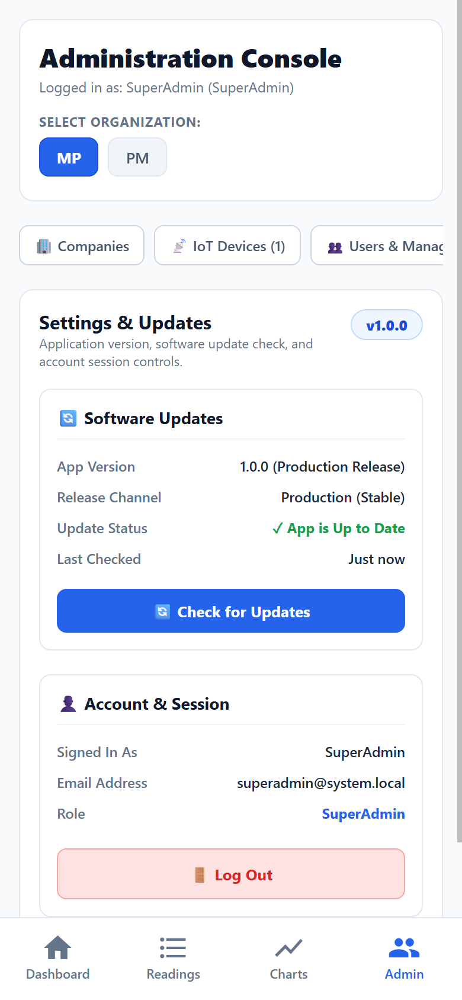 Administration Console
Logged in as: SuperAdmin (SuperAdmin)
SELECT ORGANIZATION:
MP
PM
Companies
IoT Devices (1)
Users & Manag
Settings & Updates
v1.0.0
Application version, software update check, and
account session controls.
Software Updates
App Version 1.0.0 (Production Release)
Release Channel Production (Stable)
Update Status ✓ App is Up to Date
Last Checked Just now
Check for Updates
Account & Session
Signed In As SuperAdmin
Email Address superadmin@system.local
Role SuperAdmin
Log Out
Dashboard
Readings
Charts
Admin